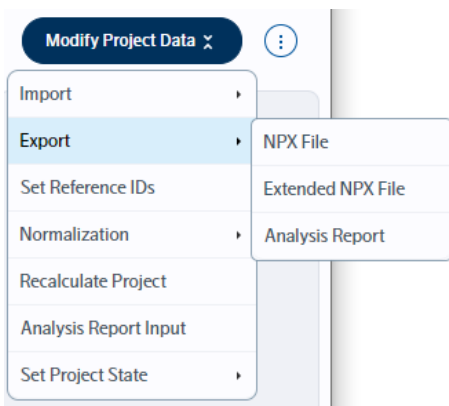 Modify Project Data
Import
Export
NPX File
Set Reference IDs
Extended NPX File
Normalization
Analysis Report
Recalculate Project
Analysis Report Input
Set Project State